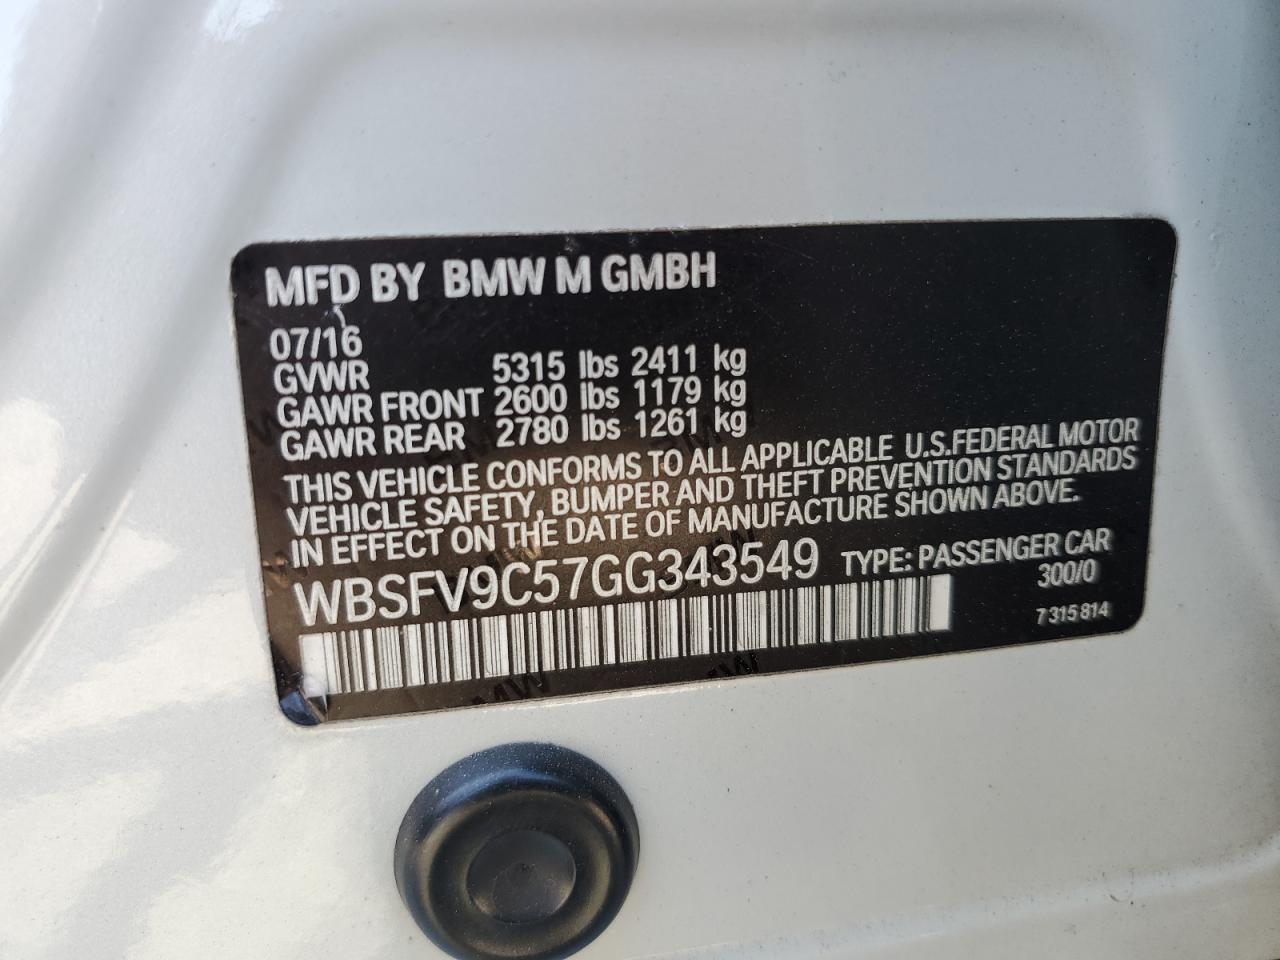 MFD BY BMW M GMBH
07/16
GVWR 5315 lbs 2411 kg
GAWR FRONT 2600 lbs 1179 kg
GAWR REAR 2780 lbs 1261 kg
THIS VEHICLE CONFORMS TO ALL APPLICABLE U.S.FEDERAL MOTOR
VEHICLE SAFETY, BUMPER AND THEFT PREVENTION STANDARDS
IN EFFECT ON THE DATE OF MANUFACTURE SHOWN ABOVE.
WBSFV9C57GG343549 TYPE: PASSENGER CAR
300/0
7 315 814